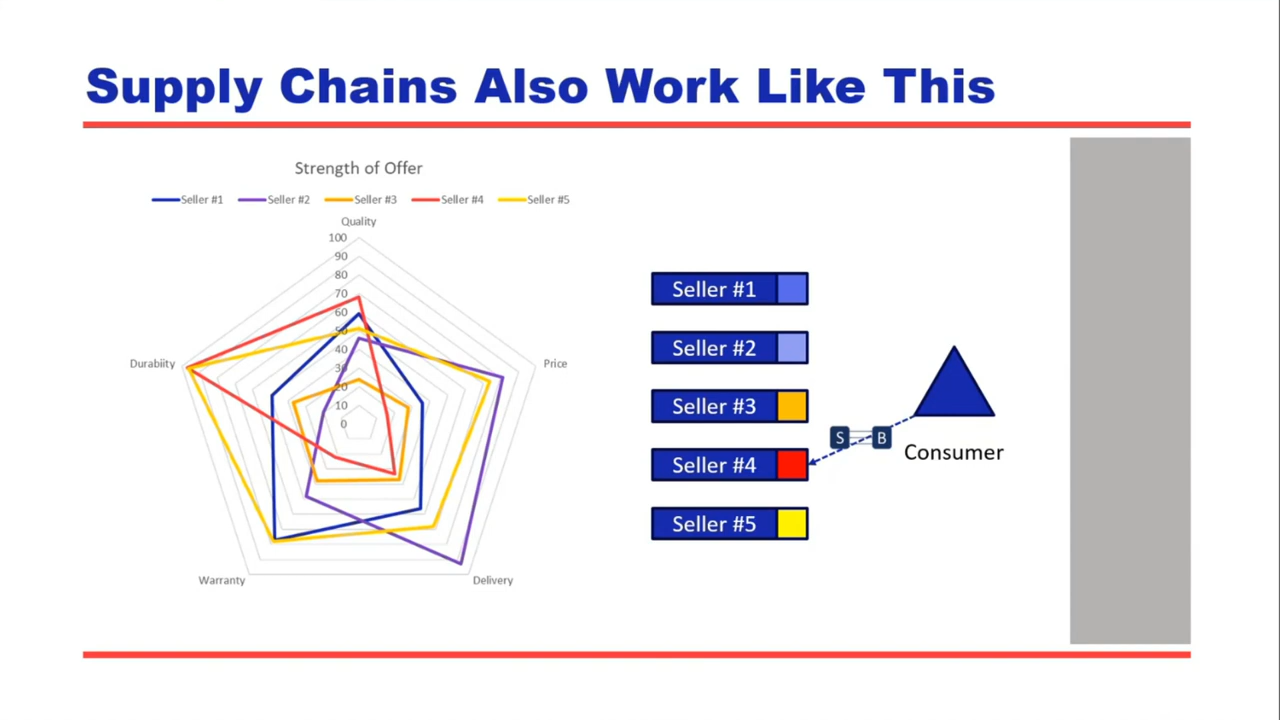 Supply Chains Also Work Like This
Strength of Offer
Seller #1 Seller #2 Seller #3 Seller #4 Seller #5
Quality
100
90
80
70
60
50
40
30
20
10
0
Durabiity
Price
Warranty
Delivery
Seller #1
Seller #2
Seller #3
Seller #4
Seller #5
S B
Consumer